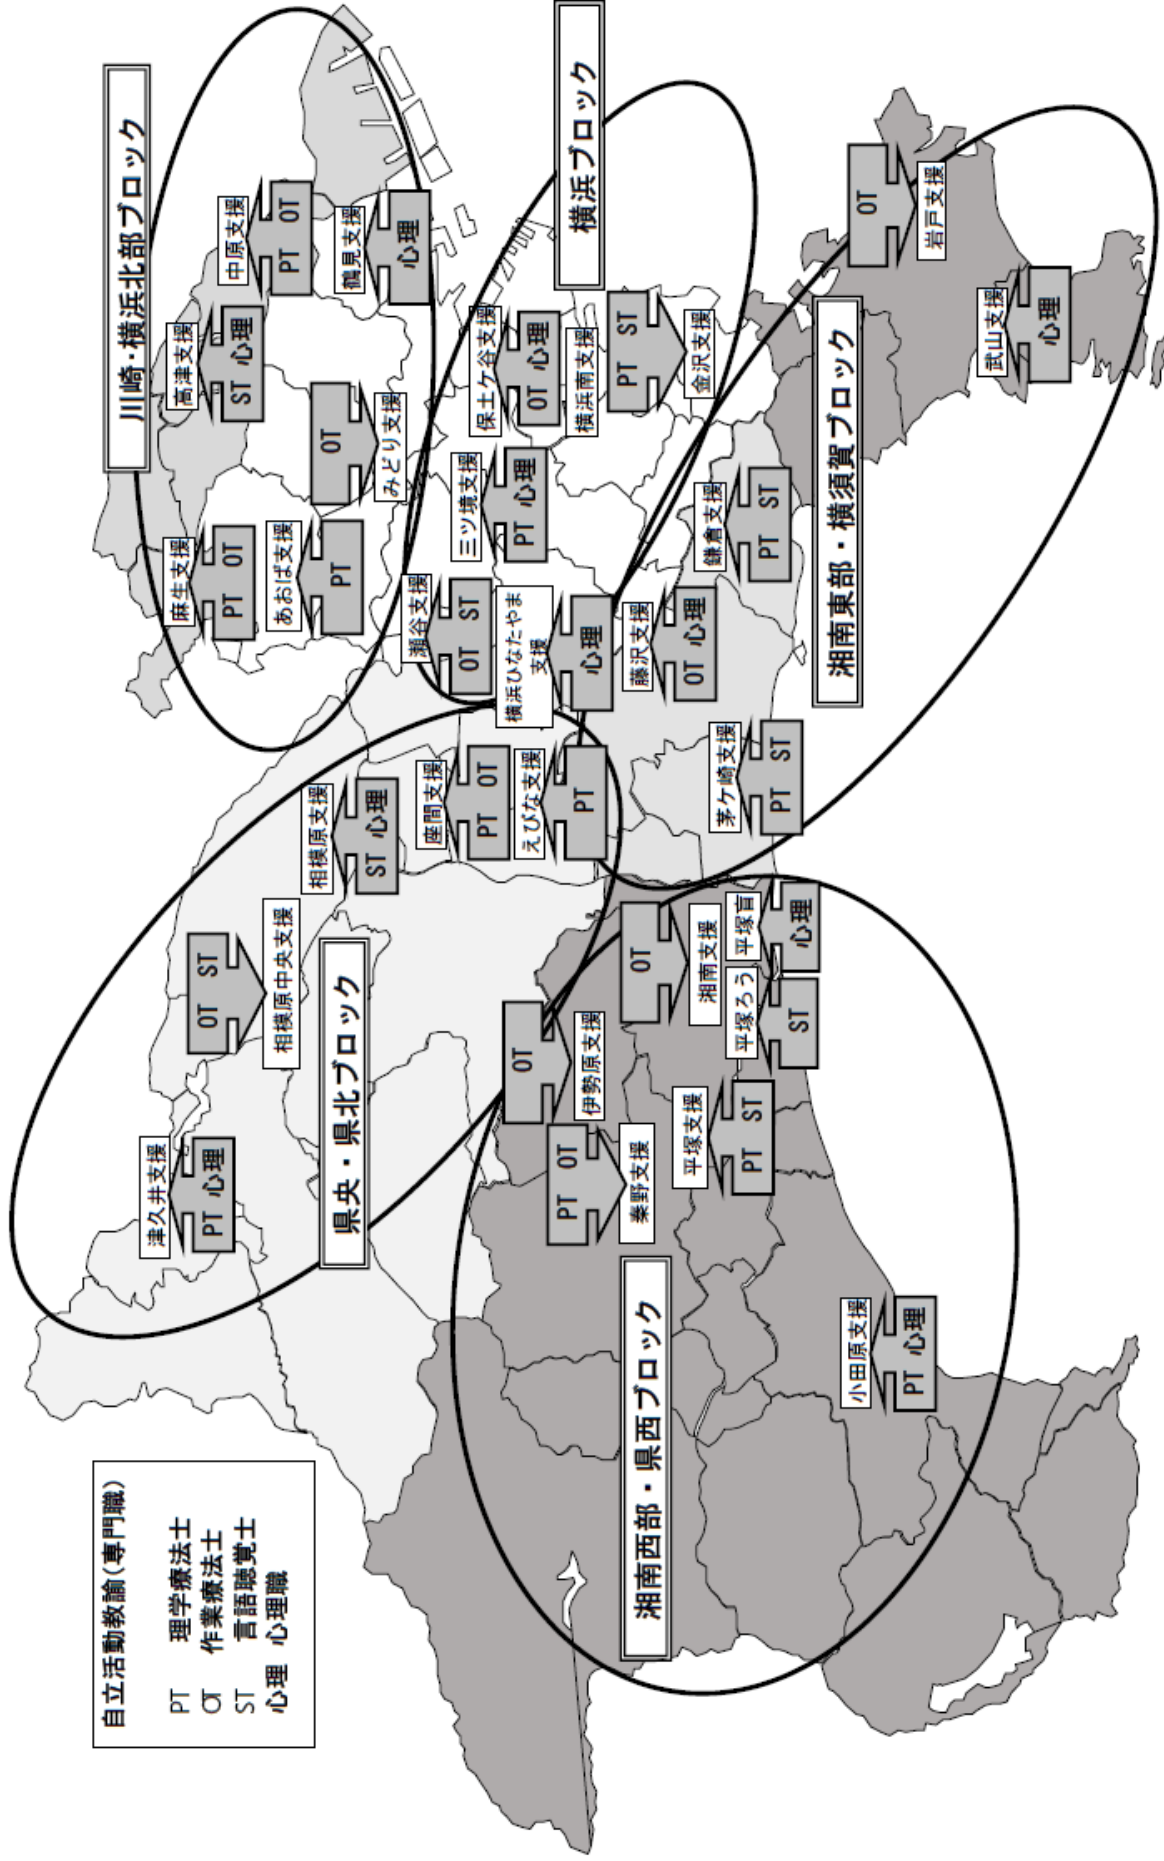 自立活動教諭(専門職)
PT 理学療法士
OT 作業療法士
ST 言語聴覚士
心理 心理職
川崎・横浜北部ブロック
麻生支援
PT OT
高津支援
ST 心理
中原支援
PT OT
あおば支援
PT
OT
みどり支援
鶴見支援
心理
横浜ブロック
瀬谷支援
OT ST
三ツ境支援
PT 心理
保土ケ谷支援
OT 心理
横浜南支援
PT ST
金沢支援
横浜ひなたやま
支援
心理
県央・県北ブロック
津久井支援
PT 心理
OT ST
相模原中央支援
相模原支援
ST 心理
座間支援
PT OT
えびな支援
PT
湘南東部・横須賀ブロック
藤沢支援
OT 心理
鎌倉支援
PT ST
茅ケ崎支援
PT ST
OT
岩戸支援
武山支援
心理
湘南西部・県西ブロック
OT
伊勢原支援
PT OT
秦野支援
OT
湘南支援
平塚支援
PT ST
平塚ろう
ST
平塚盲
心理
小田原支援
PT 心理